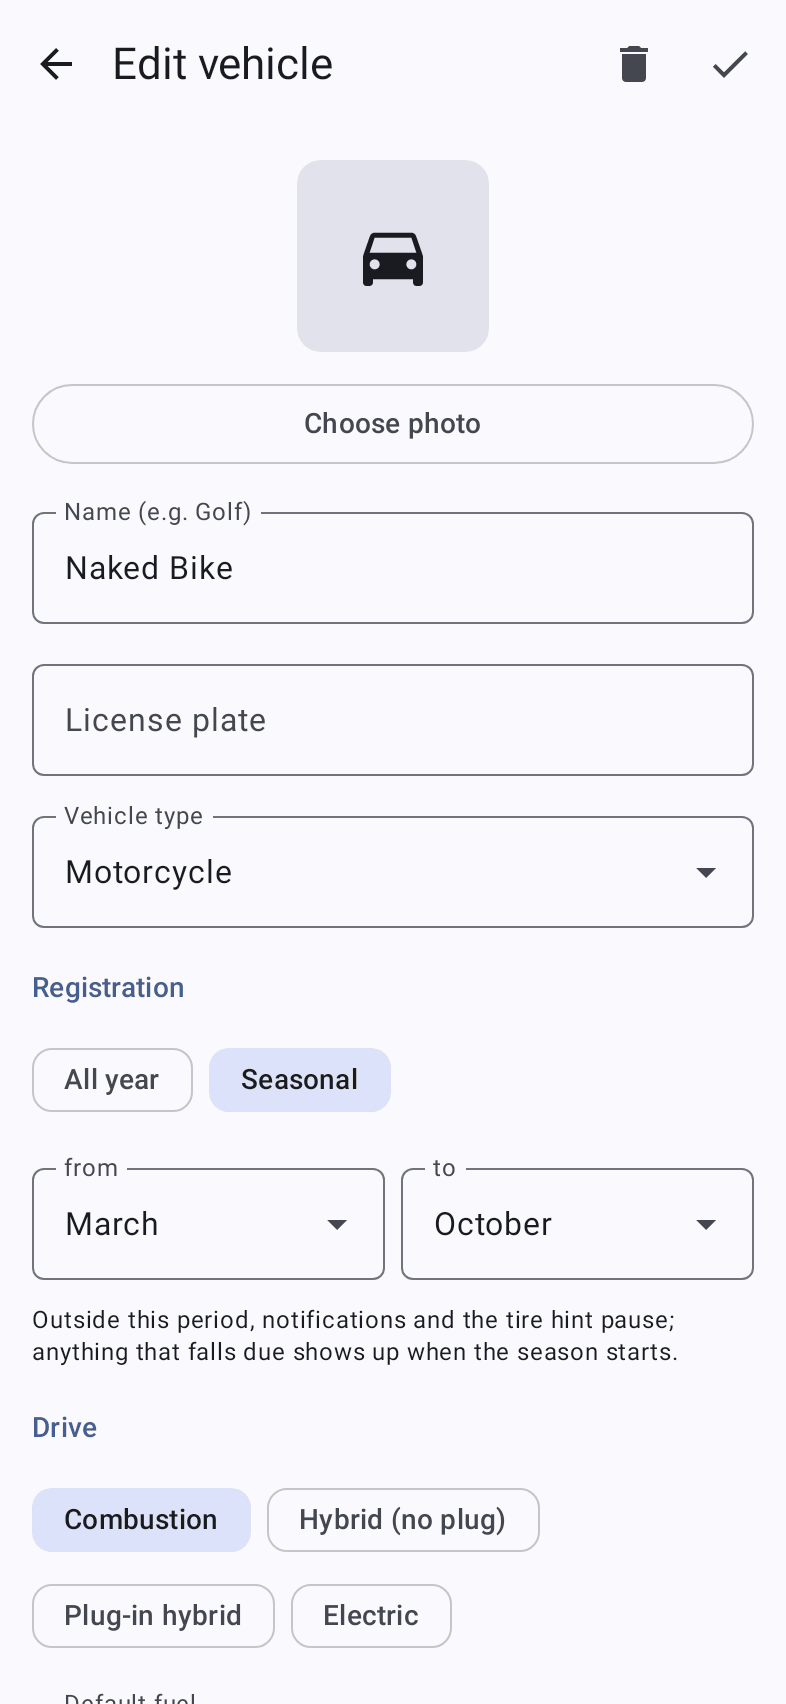 Edit vehicle
Choose photo
Name (e.g. Golf)
Naked Bike
License plate
Vehicle type
Motorcycle
Registration
All year
Seasonal
from
March
to
October
Outside this period, notifications and the tire hint pause;
anything that falls due shows up when the season starts.
Drive
Combustion
Hybrid (no plug)
Plug-in hybrid
Electric
Default fuel